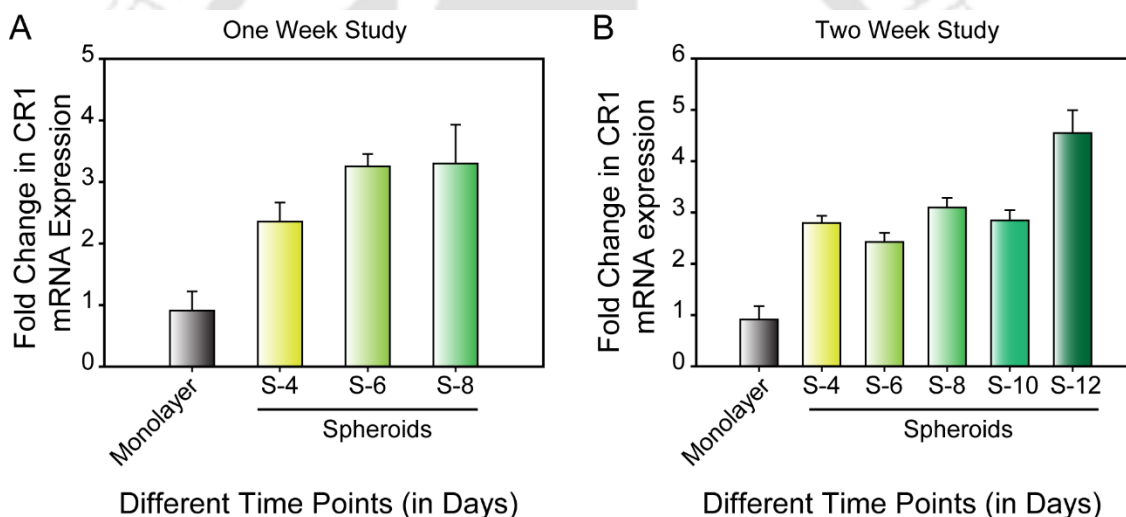 A
One Week Study
Fold Change in CR1
mRNA Expression
5
4
3
2
1
0
Monolayer
S-4
S-6
S-8
Spheroids
Different Time Points (in Days)
B
Two Week Study
Fold Change in CR1
mRNA expression
6
5
4
3
2
1
0
Monolayer
S-4
S-6
S-8
S-10
S-12
Spheroids
Different Time Points (in Days)